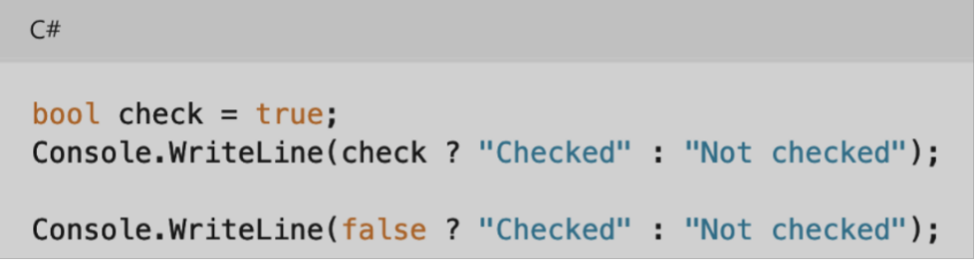 C#
bool check = true;
Console.WriteLine(check ? "Checked" : "Not checked");
Console.WriteLine(false ? "Checked" : "Not checked");